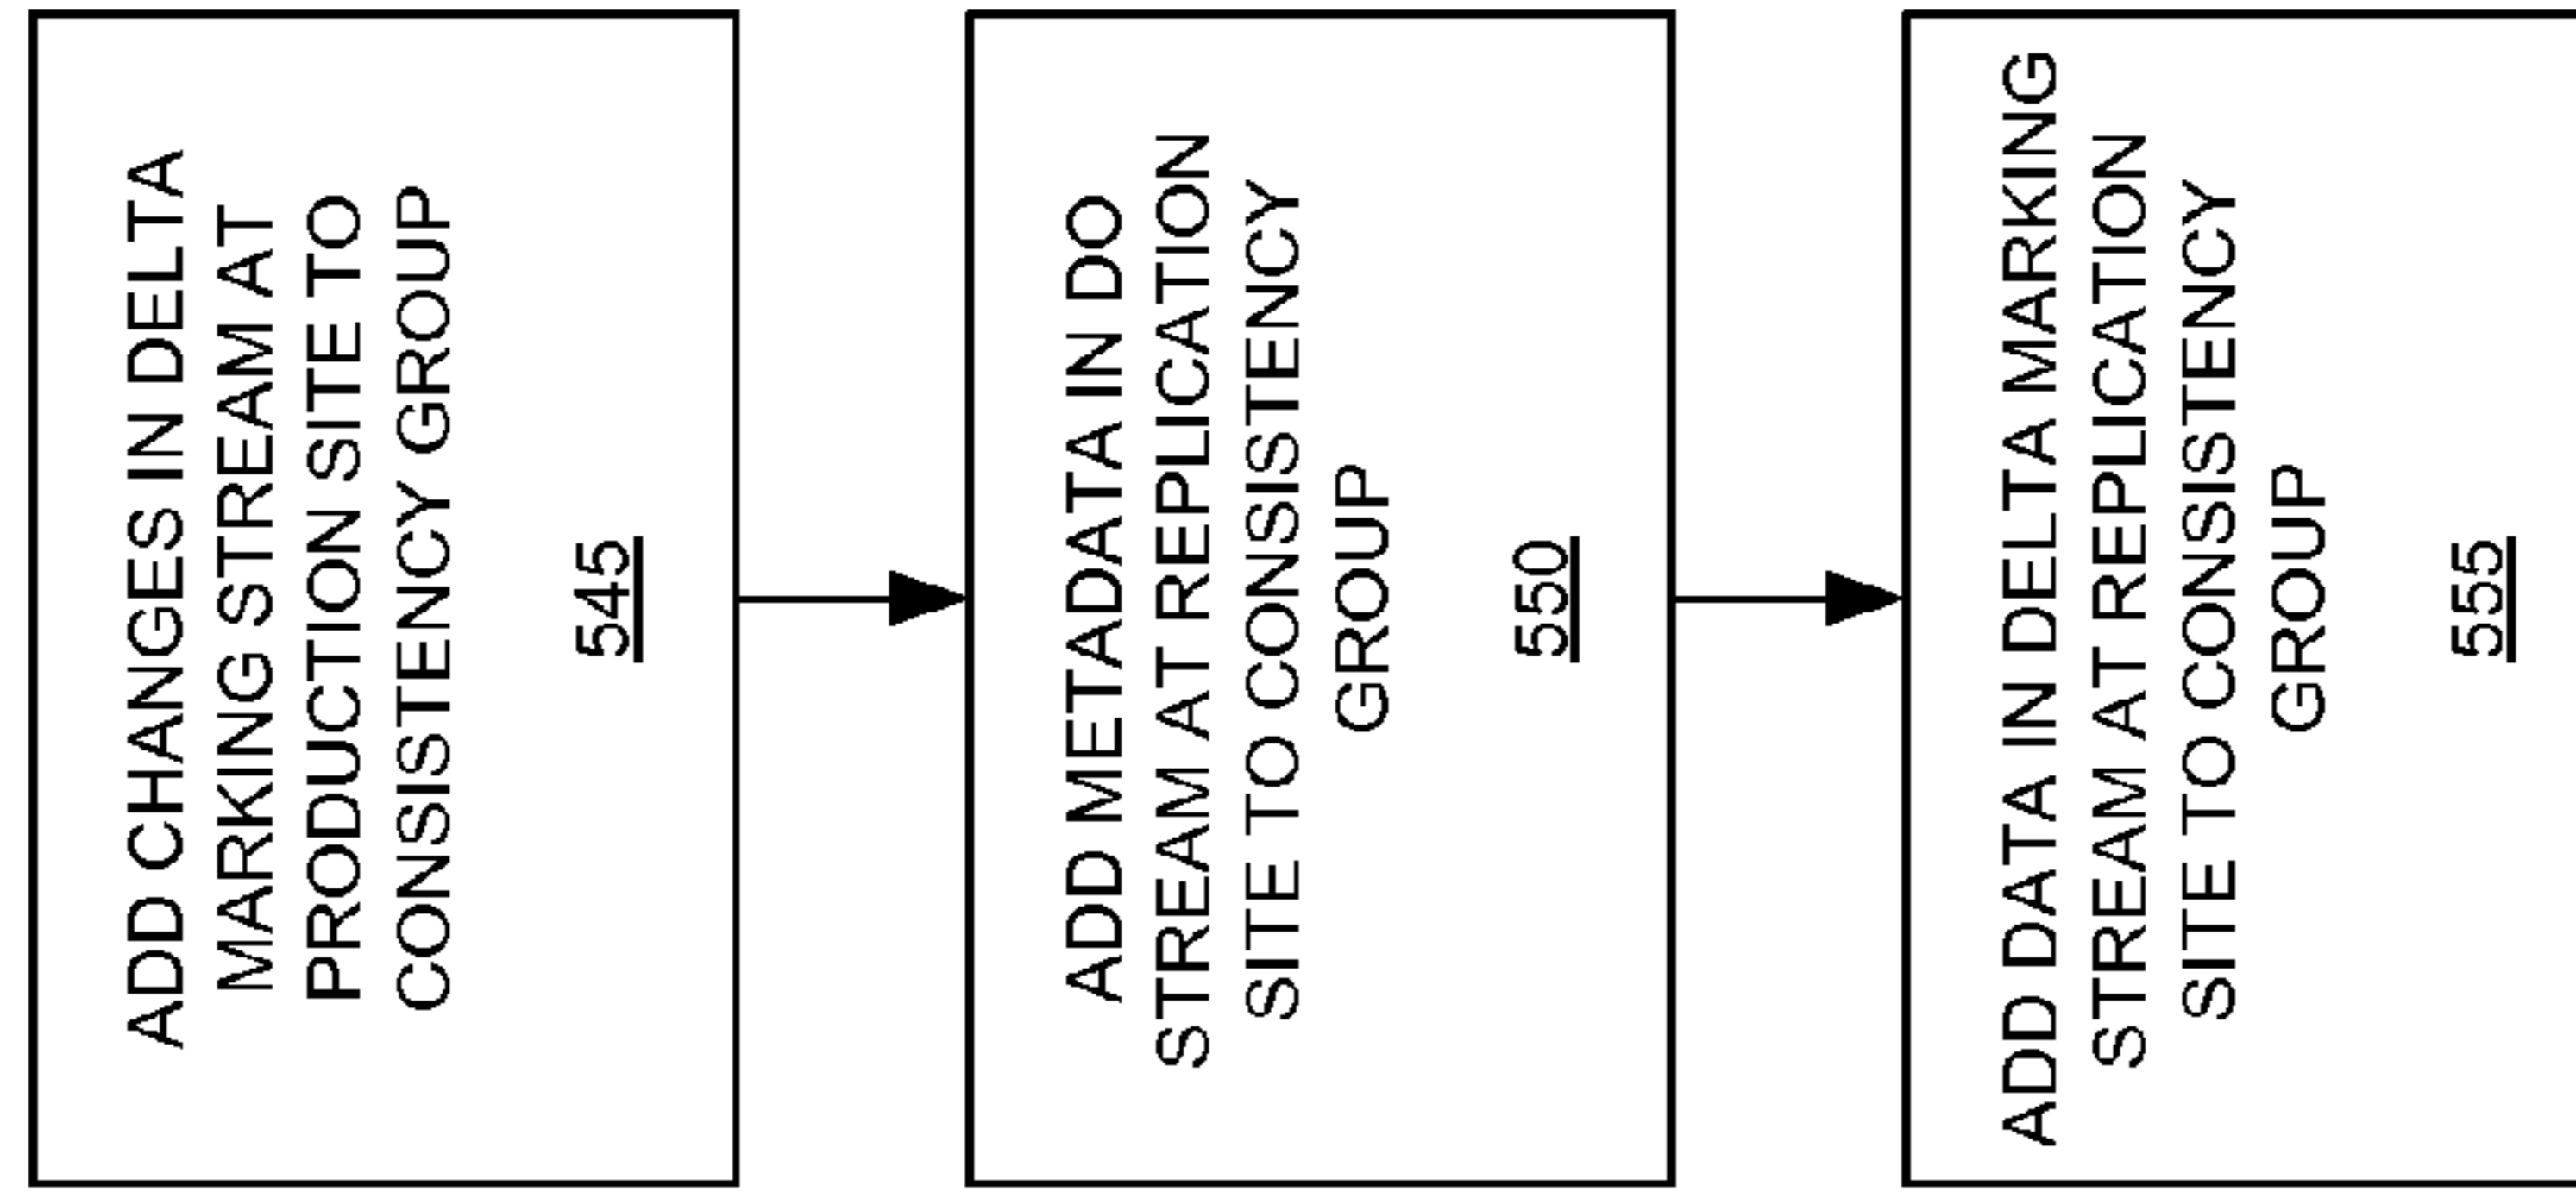 ADD CHANGES IN DELTA
MARKING STREAM AT
PRODUCTION SITE TO
CONSISTENCY GROUP
545
ADD METADATA IN DO
STREAM AT REPLICATION
SITE TO CONSISTENCY
GROUP
550
ADD DATA IN DELTA MARKING
STREAM AT REPLICATION
SITE TO CONSISTENCY
GROUP
555